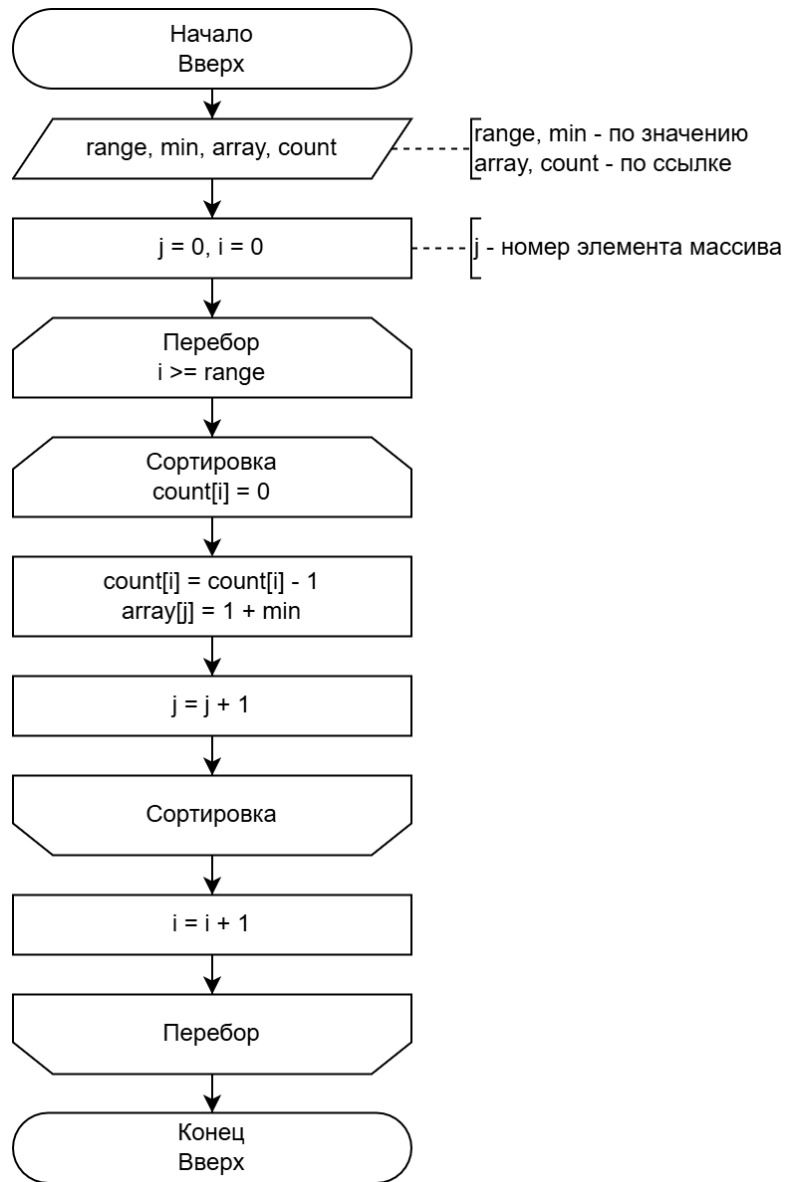 Начало
Вверх
range, min, array, count
range, min - по значению
array, count - по ссылке
j = 0, i = 0
j - номер элемента массива
Перебор
i >= range
Сортировка
count[i] = 0
count[i] = count[i] - 1
array[j] = 1 + min
j = j + 1
Сортировка
i = i + 1
Перебор
Конец
Вверх